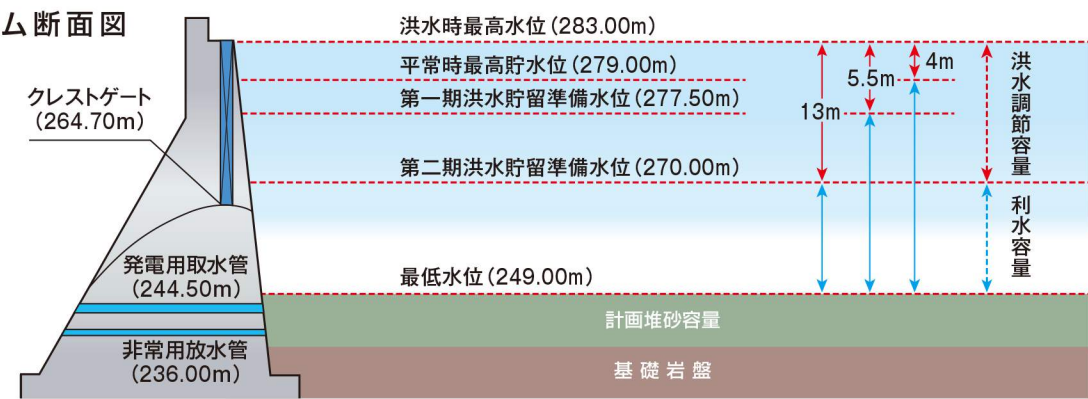 ム断面図
洪水時最高水位(283.00m)
平常時最高貯水位(279.00m)
4m
5.5m
クレストゲート
(264.70m)
第一期洪水貯留準備水位(277.50m)
13m
洪水調節容量
第二期洪水貯留準備水位(270.00m)
利水容量
発電用取水管
(244.50m)
最低水位(249.00m)
計画堆砂容量
非常用放水管
(236.00m)
基礎岩盤